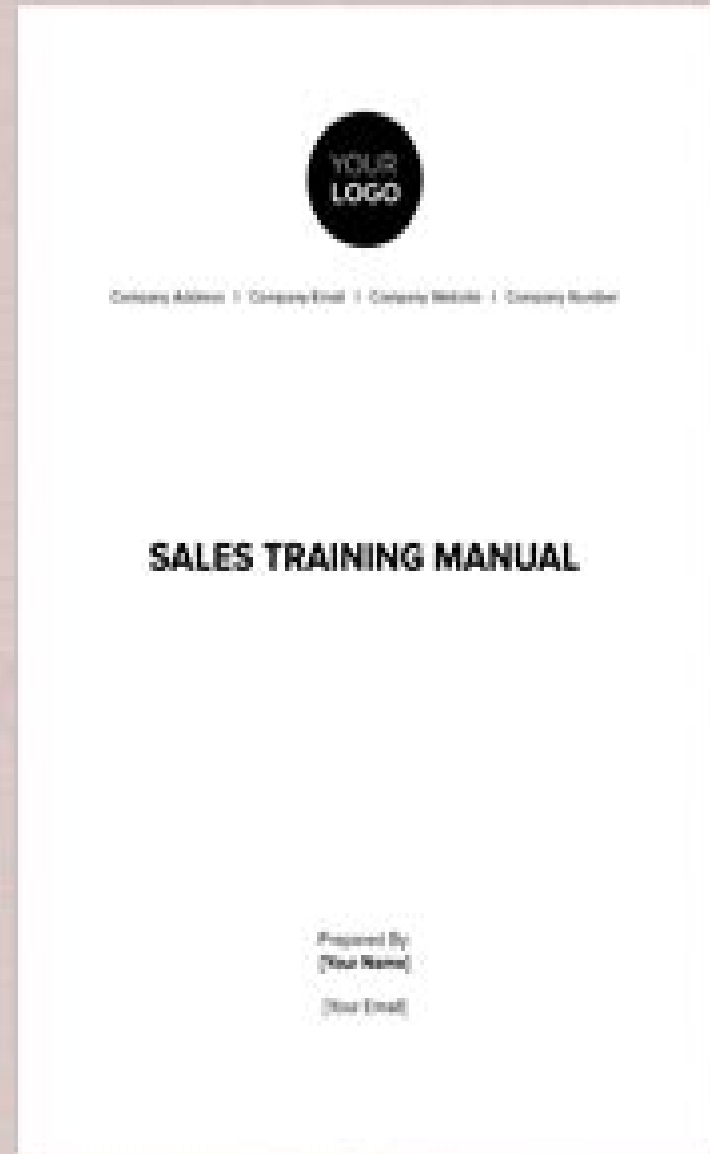 YOUR
LOGO
Company Address | Company Email | Company Website | Company Number
SALES TRAINING MANUAL
Prepared By
[Your Name]
[Your Email]